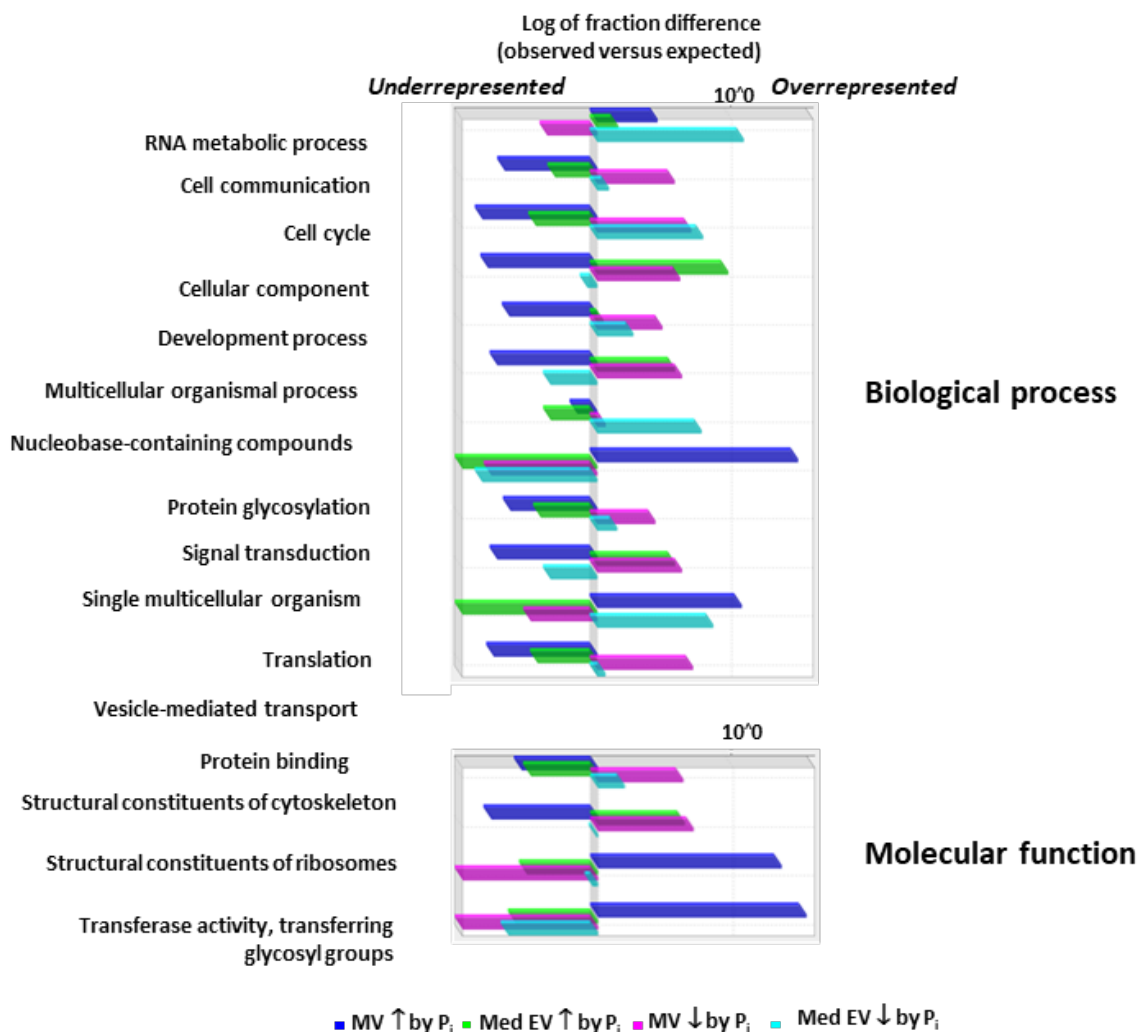 Log of fraction difference
(observed versus expected)
Underrepresented
Overrepresented
10^0
RNA metabolic process
Cell communication
Cell cycle
Cellular component
Development process
Multicellular organismal process
Biological process
Nucleobase-containing compounds
Protein glycosylation
Signal transduction
Single multicellular organism
Translation
Vesicle-mediated transport
10^0
Protein binding
Structural constituents of cytoskeleton
Structural constituents of ribosomes
Molecular function
Transferase activity, transferring
glycosyl groups
MV ↑ by Pi Med EV ↑ by Pi MV ↓ by Pi Med EV ↓ by Pi